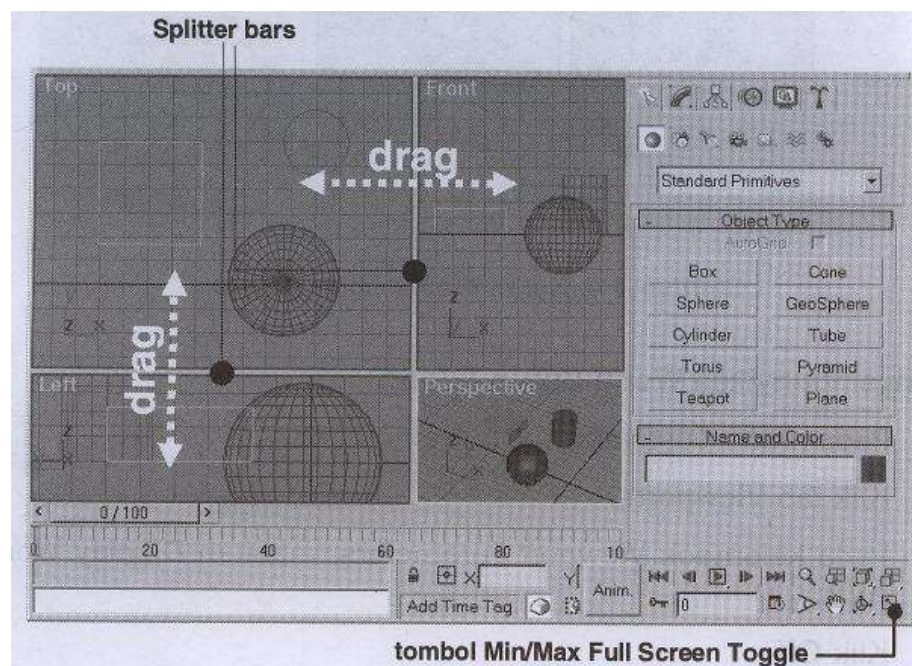 Splitter bars
Top
Front
drag
drag
Left
Perspective
z x
z
Standard Primitives
- Object Type
AutoGrid
Box Cone
Sphere GeoSphere
Cylinder Tube
Torus Pyramid
Teapot Plane
- Name and Color
< 0 / 100 >
0 20 40 60 80 10
X Y
Anim.
Add Time Tag
0
tombol Min/Max Full Screen Toggle